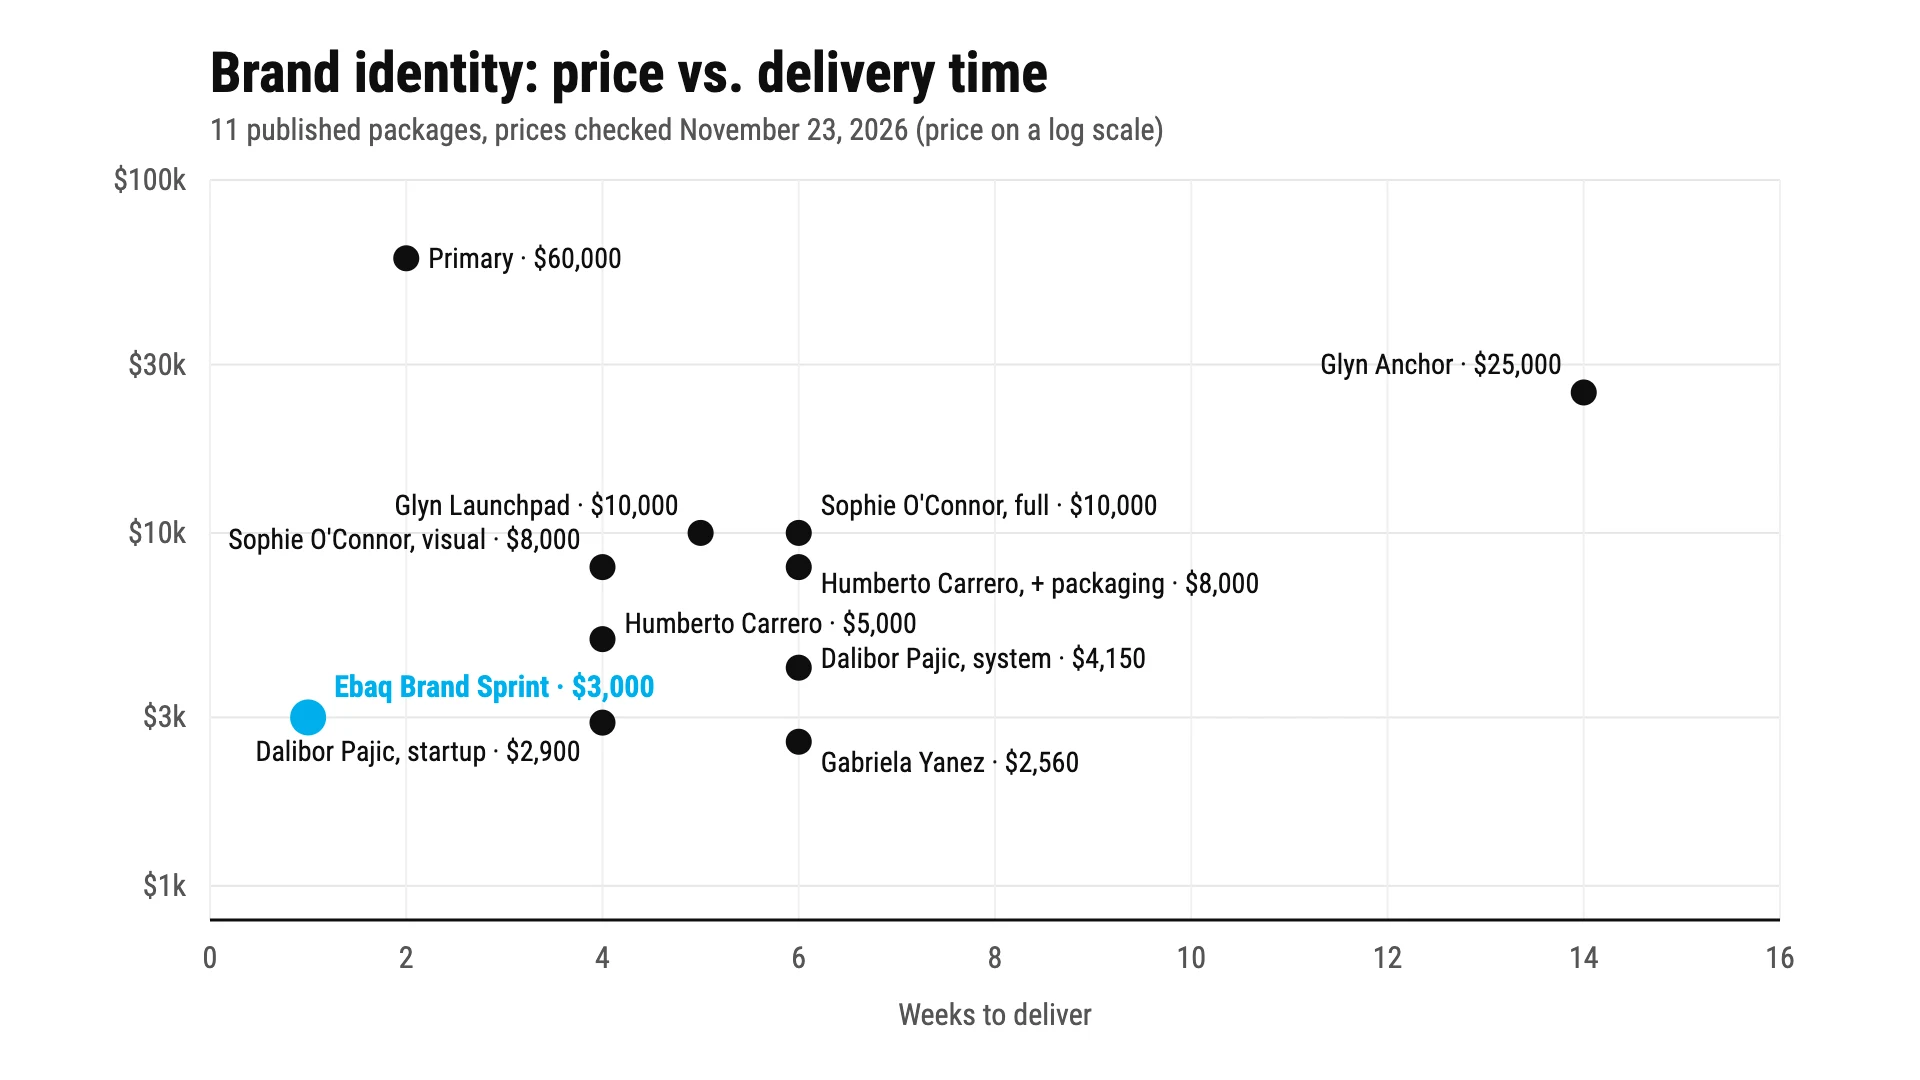 Brand identity: price vs. delivery time
11 published packages, prices checked November 23, 2026 (price on a log scale)
$100k
Primary · $60,000
$30k
Glyn Anchor · $25,000
Glyn Launchpad · $10,000
Sophie O'Connor, full · $10,000
$10k
Sophie O'Connor, visual · $8,000
Humberto Carrero, + packaging · $8,000
Humberto Carrero · $5,000
Dalibor Pajic, system · $4,150
Ebaq Brand Sprint · $3,000
$3k
Dalibor Pajic, startup · $2,900
Gabriela Yanez · $2,560
$1k
0 2 4 6 8 10 12 14 16
Weeks to deliver